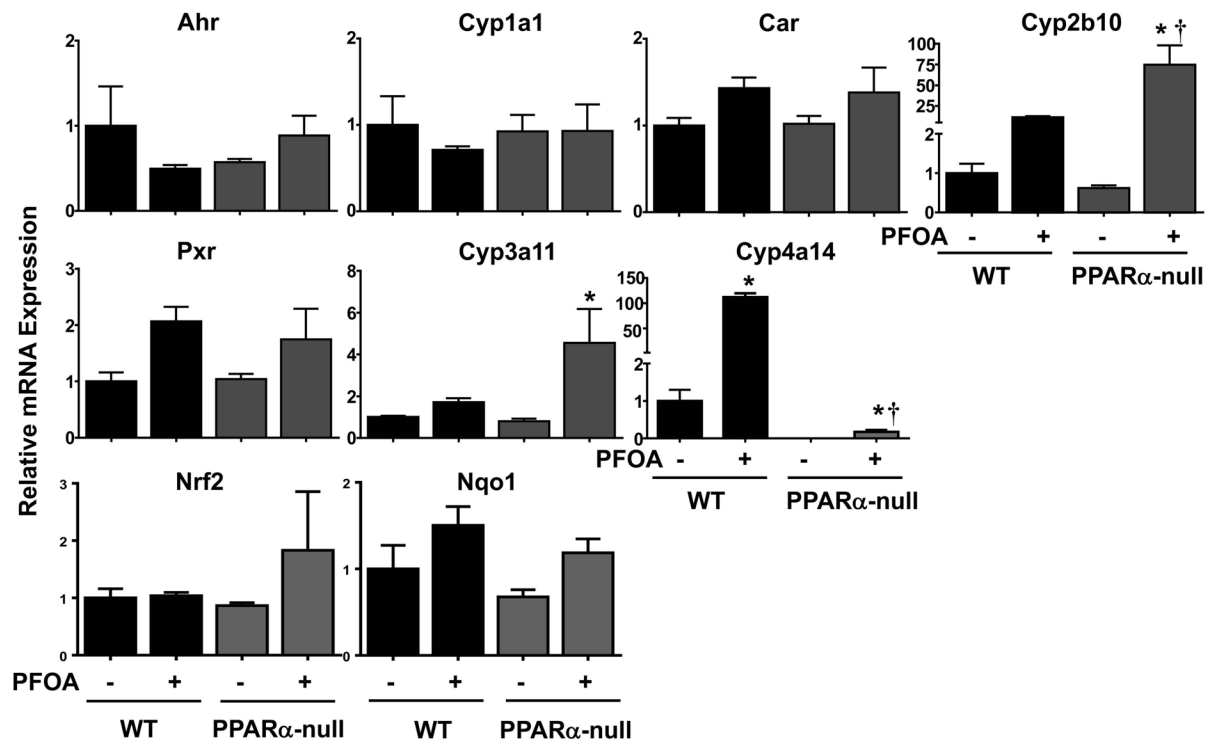 Relative mRNA Expression
Ahr
2
1
0
Cyp1a1
2
1
0
Car
2
1
0
Cyp2b10
100
75
50
25
2
1
0
* †
PFOA - + - +
WT PPARα-null
Pxr
3
2
1
0
Cyp3a11
8
6
4
2
0
*
Cyp4a14
150
100
50
2
1
0
*
*†
PFOA - + - +
WT PPARα-null
Nrf2
3
2
1
0
Nqo1
2
1
0
PFOA - + - + - + - +
WT PPARα-null WT PPARα-null